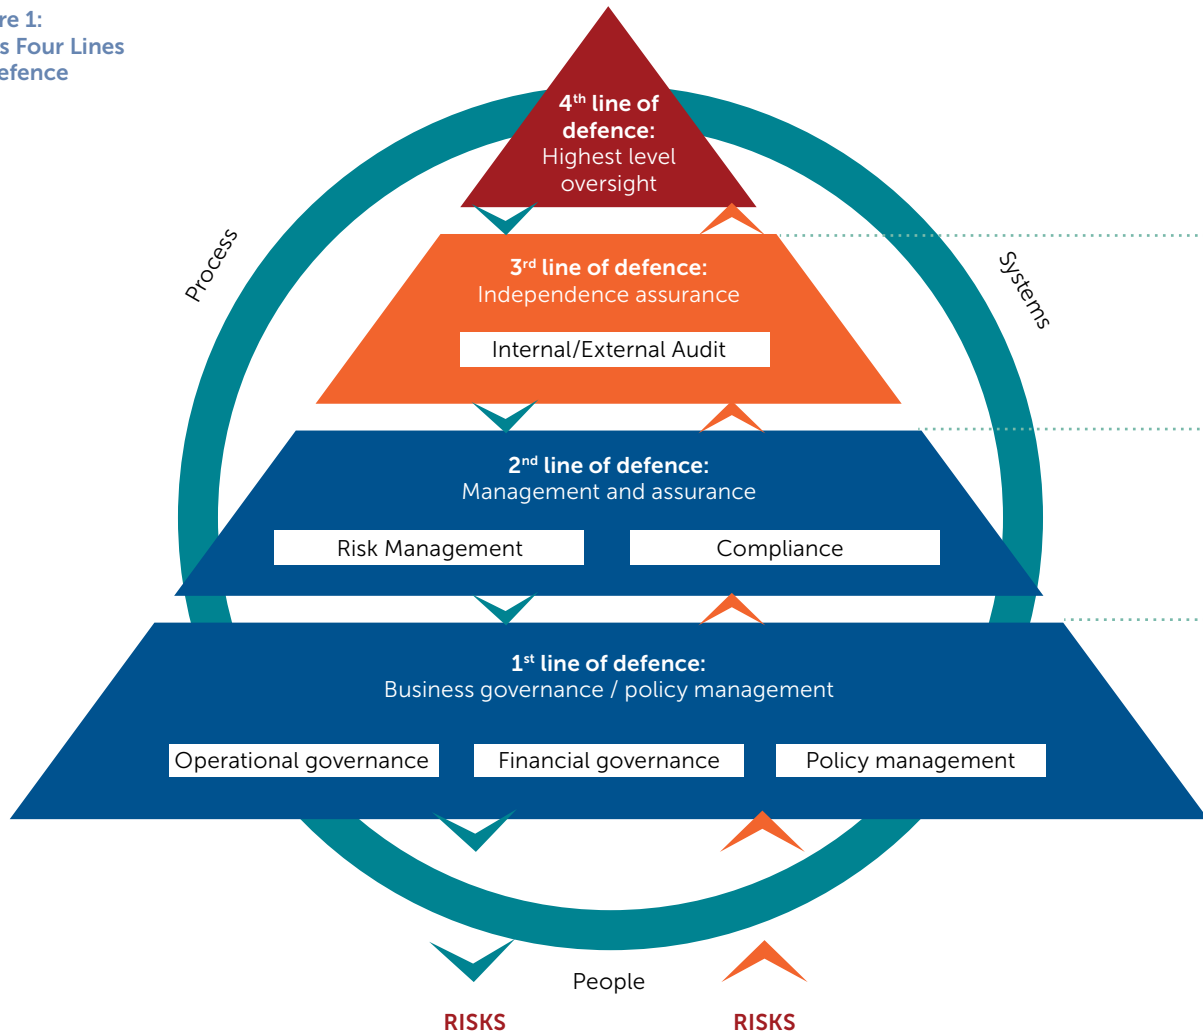 re 1:
s Four Lines
efence
4th line of
defence:
Highest level
oversight
Process
Systems
3rd line of defence:
Independence assurance
Internal/External Audit
2nd line of defence:
Management and assurance
Risk Management
Compliance
1st line of defence:
Business governance / policy management
Operational governance
Financial governance
Policy management
People
RISKS
RISKS